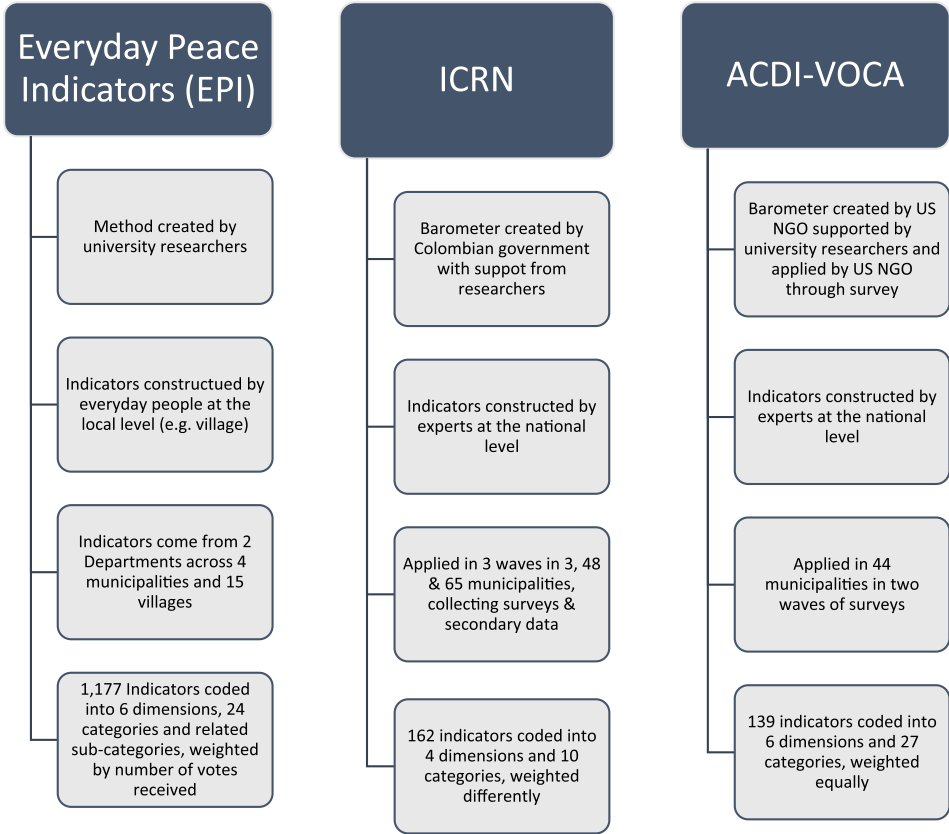 Everyday Peace
Indicators (EPI)
Method created by
university researchers
Indicators constructued by
everyday people at the
local level (e.g. village)
Indicators come from 2
Departments across 4
municipalities and 15
villages
1,177 Indicators coded
into 6 dimensions, 24
categories and related
sub-categories, weighted
by number of votes
received
ICRN
Barometer created by
Colombian government
with suppot from
researchers
Indicators constructed by
experts at the national
level
Applied in 3 waves in 3, 48
& 65 municipalities,
collecting surveys &
secondary data
162 indicators coded into
4 dimensions and 10
categories, weighted
differently
ACDI-VOCA
Barometer created by US
NGO supported by
university researchers and
applied by US NGO
through survey
Indicators constructed by
experts at the national
level
Applied in 44
municipalities in two
waves of surveys
139 indicators coded into
6 dimensions and 27
categories, weighted
equally